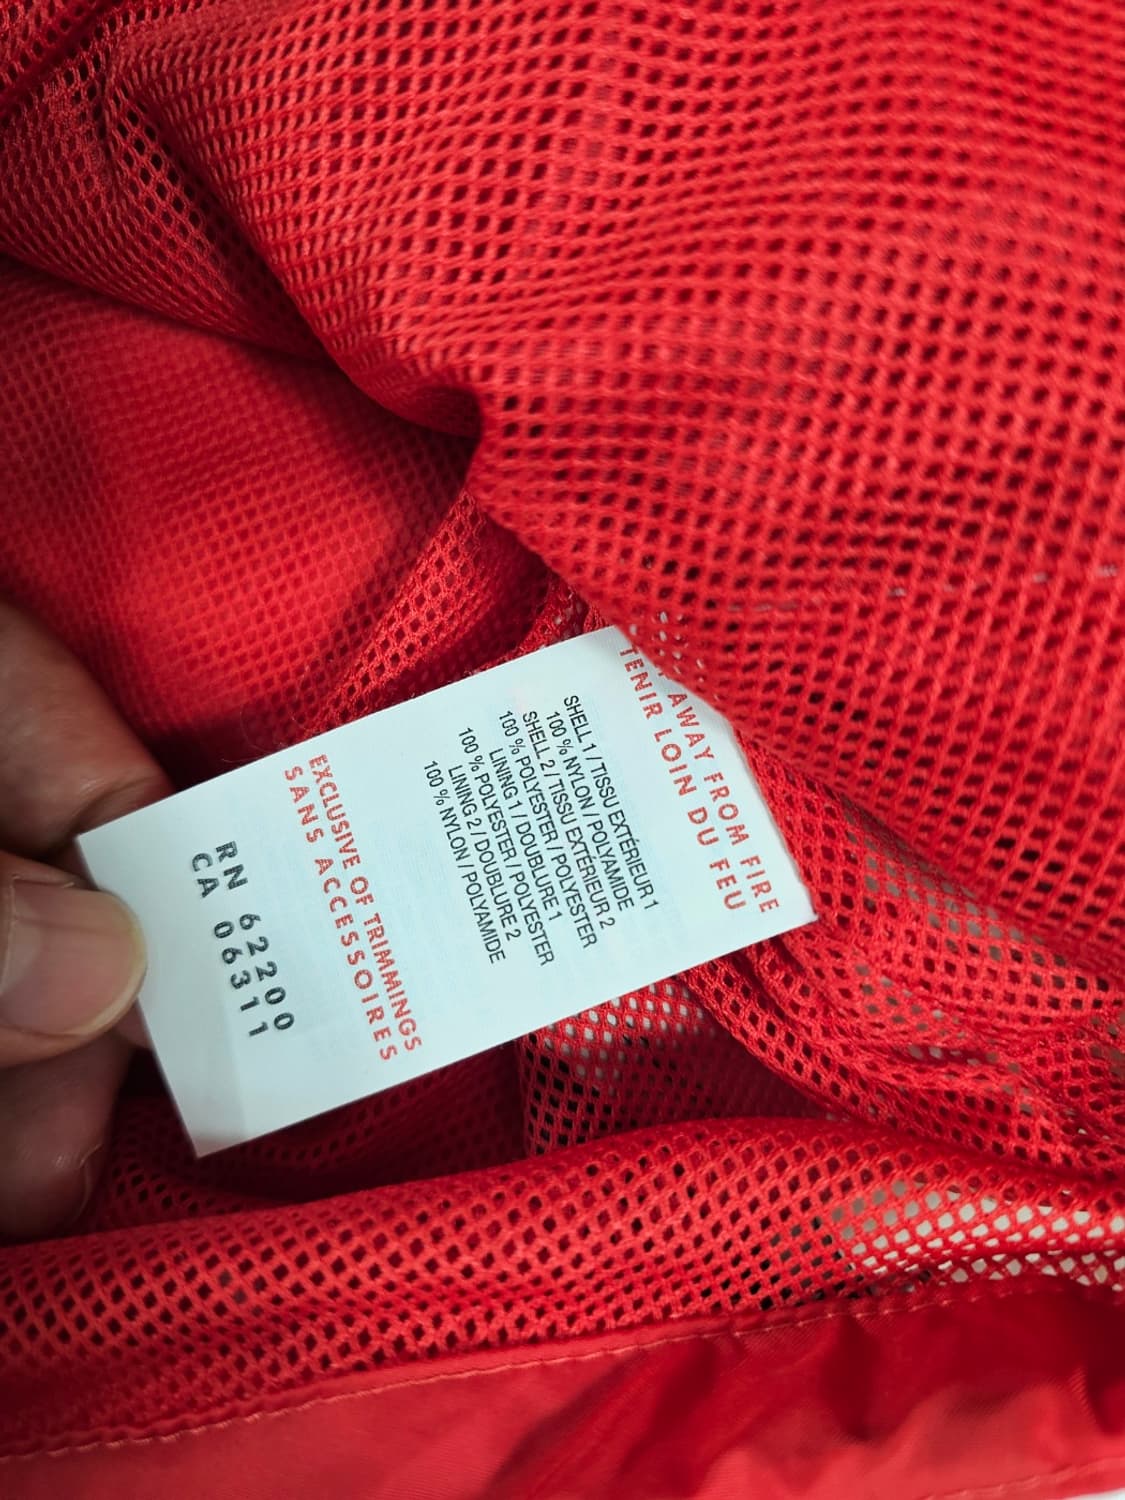 AWAY FROM FIRE
TENIR LOIN DU FEU
SHELL 1 / TISSU EXTÉRIEUR 1
100 % NYLON / POLYAMIDE
SHELL 2 / TISSU EXTÉRIEUR 2
100 % POLYESTER / POLYESTER
LINING 1 / DOUBLURE 1
100 % POLYESTER / POLYESTER
LINING 2 / DOUBLURE 2
100 % NYLON / POLYAMIDE
EXCLUSIVE OF TRIMMINGS
SANS ACCESSOIRES
RN 62200
CA 06311